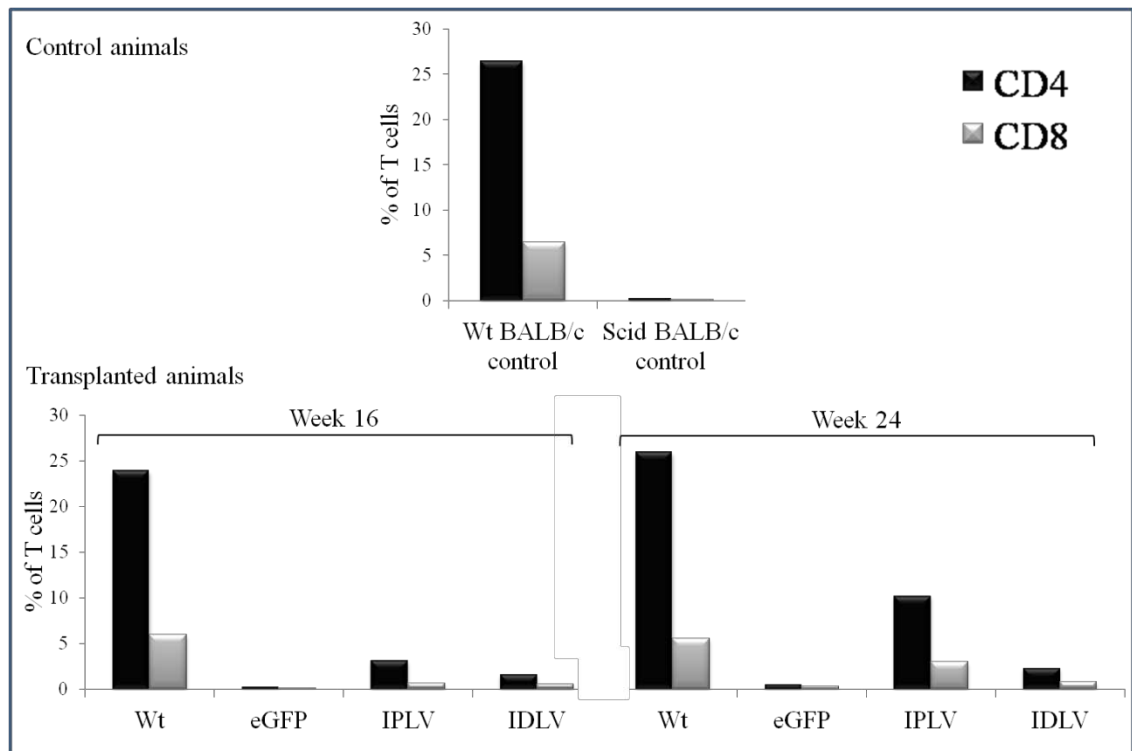 Control animals
30
25
20
15
10
5
0
% of T cells
Wt BALB/c control
Scid BALB/c control
CD4
CD8
Transplanted animals
30
25
20
15
10
5
0
% of T cells
Week 16
Week 24
Wt
eGFP
IPLV
IDLV
Wt
eGFP
IPLV
IDLV